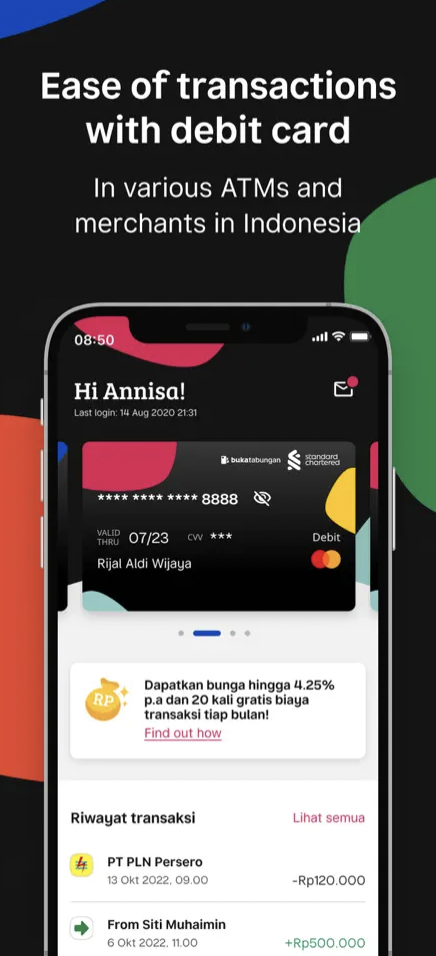 Ease of transactions
with debit card
In various ATMs and
merchants in Indonesia
08:50
Hi Annisa!
Last login: 14 Aug 2020 21:31
bukatabungan
standard
chartered
**** **** **** 8888
VALID
THRU 07/23 CVV ***
Debit
Rijal Aldi Wijaya
RP
Dapatkan bunga hingga 4.25%
p.a dan 20 kali gratis biaya
transaksi tiap bulan!
Find out how
Riwayat transaksi Lihat semua
PT PLN Persero
13 Okt 2022, 09.00 -Rp120.000
From Siti Muhaimin
6 Okt 2022, 11.00 +Rp500.000